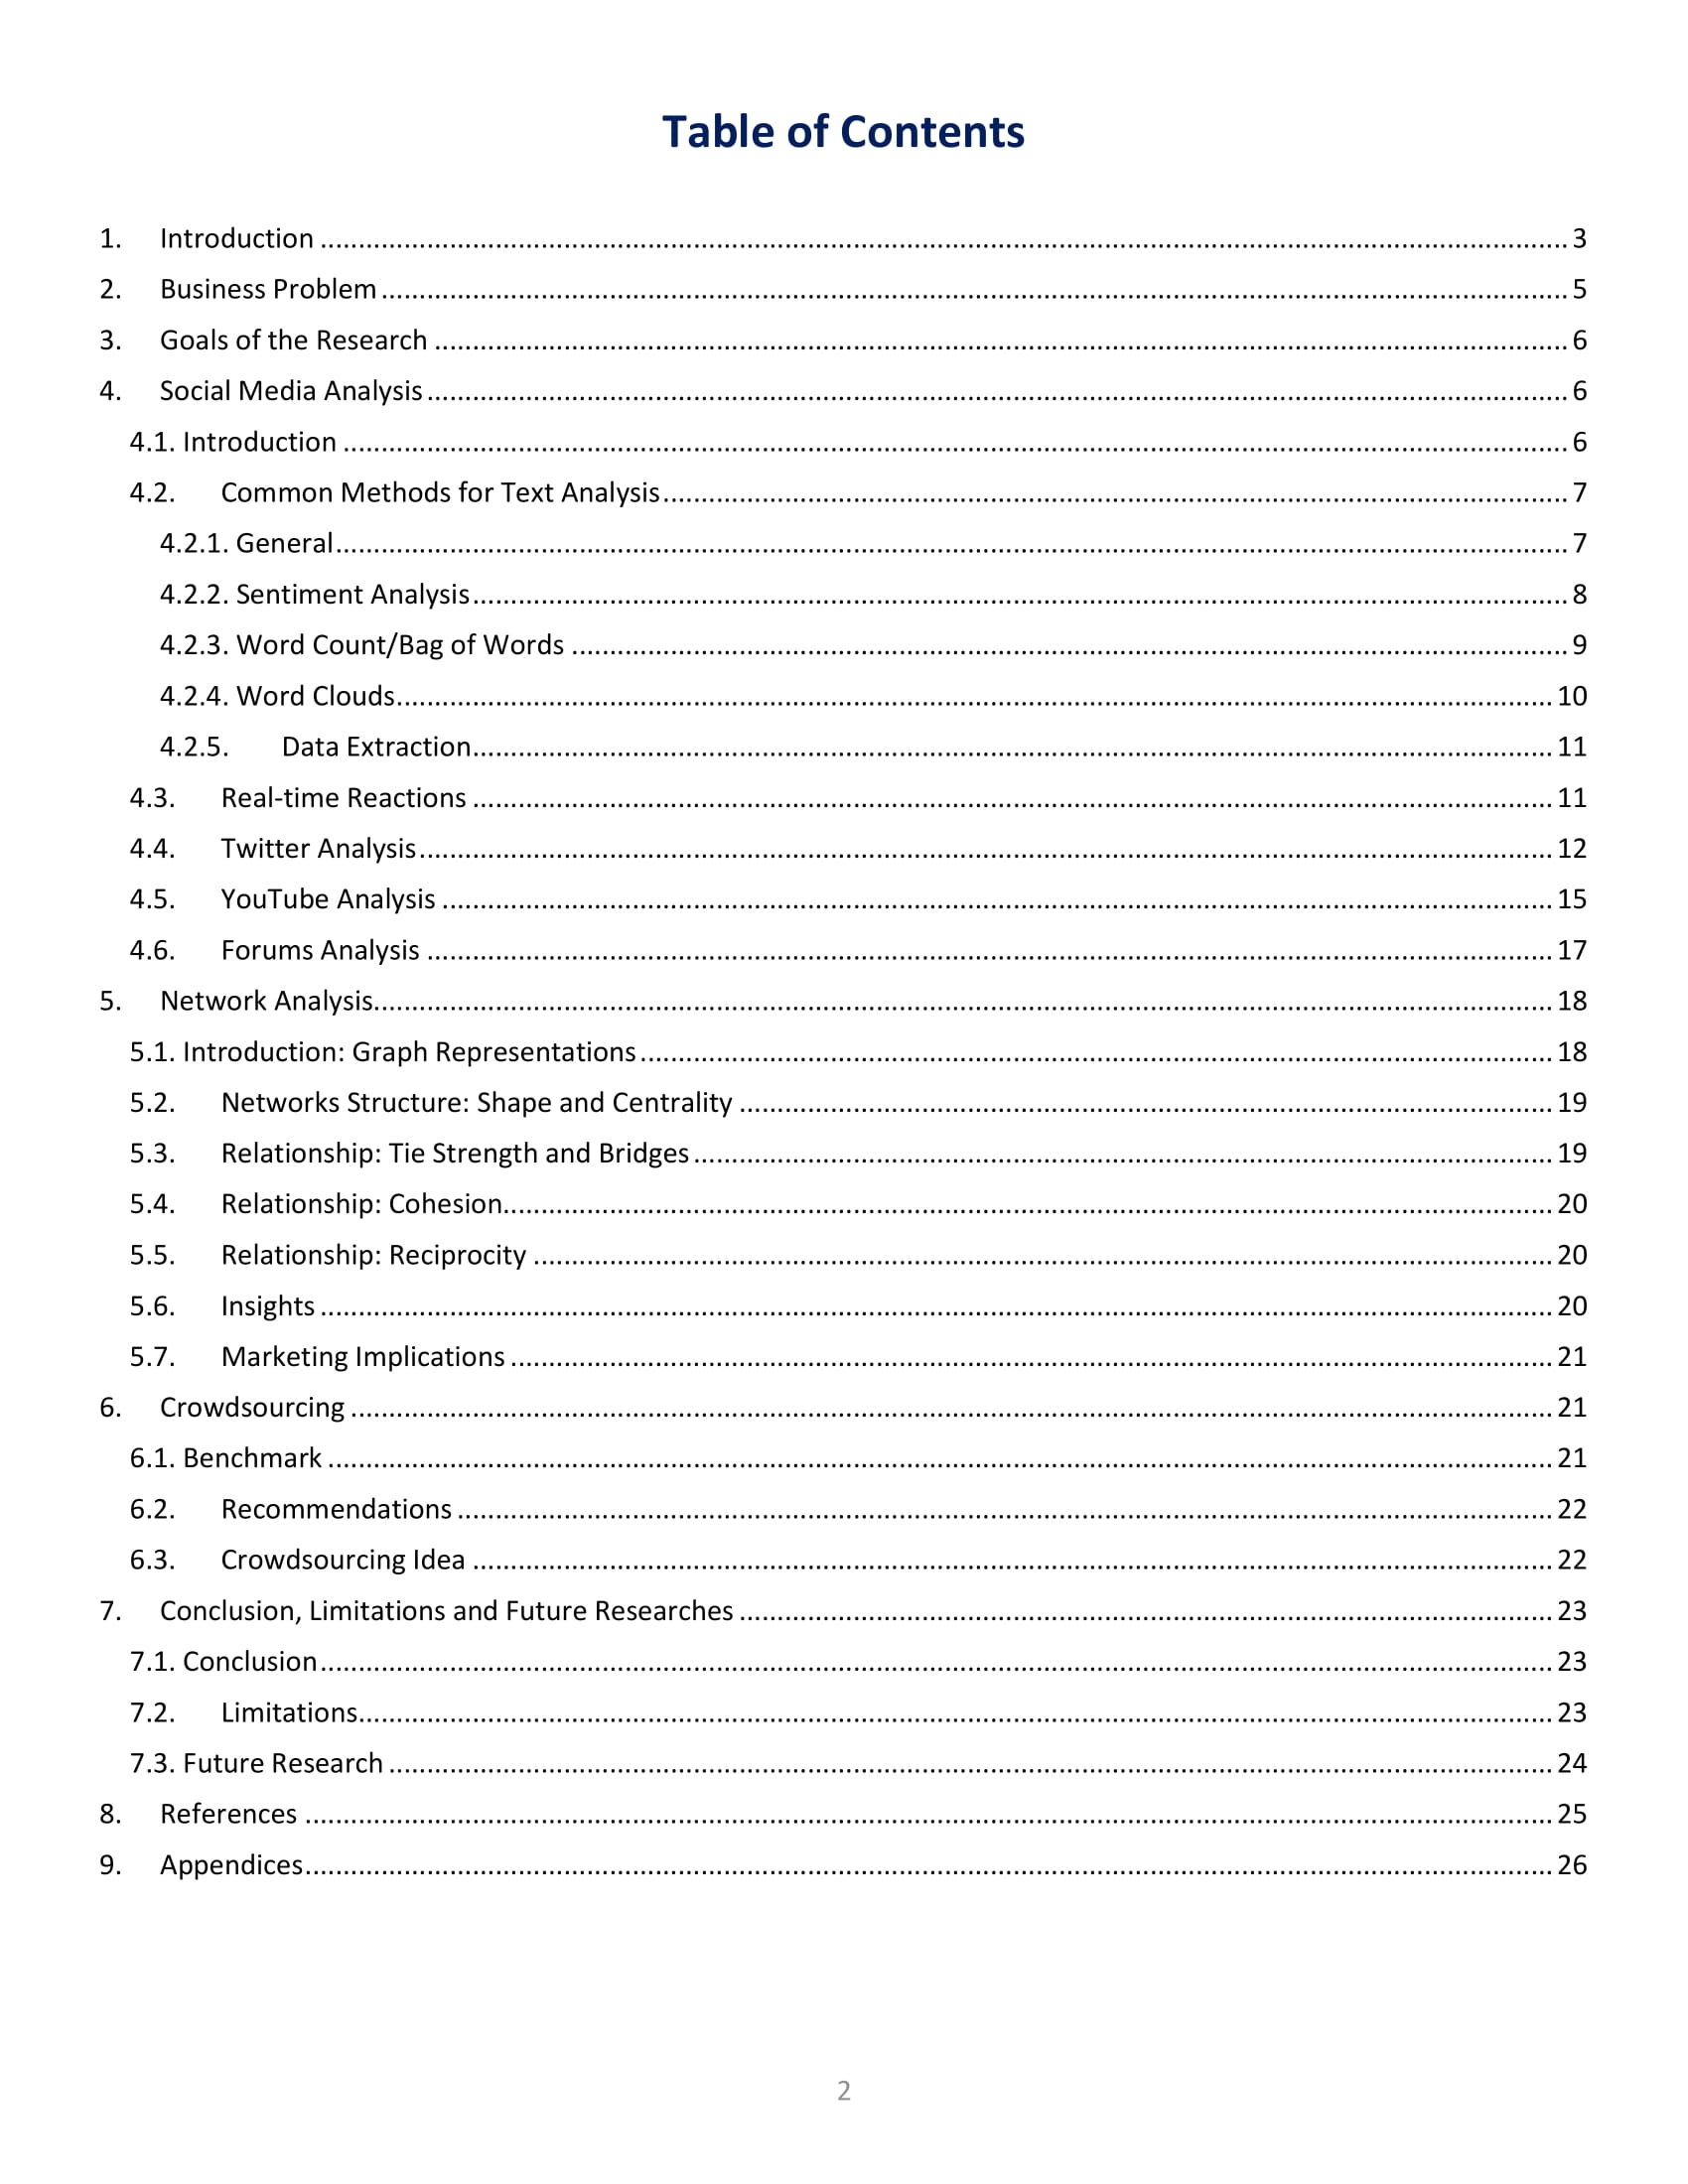 Table of Contents
1. Introduction ........................................ 3
2. Business Problem ........................................ 5
3. Goals of the Research ........................................ 6
4. Social Media Analysis ........................................ 6
4.1. Introduction ........................................ 6
4.2. Common Methods for Text Analysis ........................................ 7
4.2.1. General ........................................ 7
4.2.2. Sentiment Analysis ........................................ 8
4.2.3. Word Count/Bag of Words ........................................ 9
4.2.4. Word Clouds ........................................ 10
4.2.5. Data Extraction ........................................ 11
4.3. Real-time Reactions ........................................ 11
4.4. Twitter Analysis ........................................ 12
4.5. YouTube Analysis ........................................ 15
4.6. Forums Analysis ........................................ 17
5. Network Analysis ........................................ 18
5.1. Introduction: Graph Representations ........................................ 18
5.2. Networks Structure: Shape and Centrality ........................................ 19
5.3. Relationship: Tie Strength and Bridges ........................................ 19
5.4. Relationship: Cohesion ........................................ 20
5.5. Relationship: Reciprocity ........................................ 20
5.6. Insights ........................................ 20
5.7. Marketing Implications ........................................ 21
6. Crowdsourcing ........................................ 21
6.1. Benchmark ........................................ 21
6.2. Recommendations ........................................ 22
6.3. Crowdsourcing Idea ........................................ 22
7. Conclusion, Limitations and Future Researches ........................................ 23
7.1. Conclusion ........................................ 23
7.2. Limitations ........................................ 23
7.3. Future Research ........................................ 24
8. References ........................................ 25
9. Appendices ........................................ 26
2